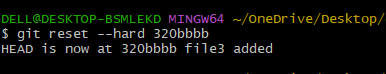 DELL@DESKTOP-BSMLEKD MINGW64 ~/OneDrive/Desktop/
$ git reset --hard 320bbbb
HEAD is now at 320bbbb file3 added